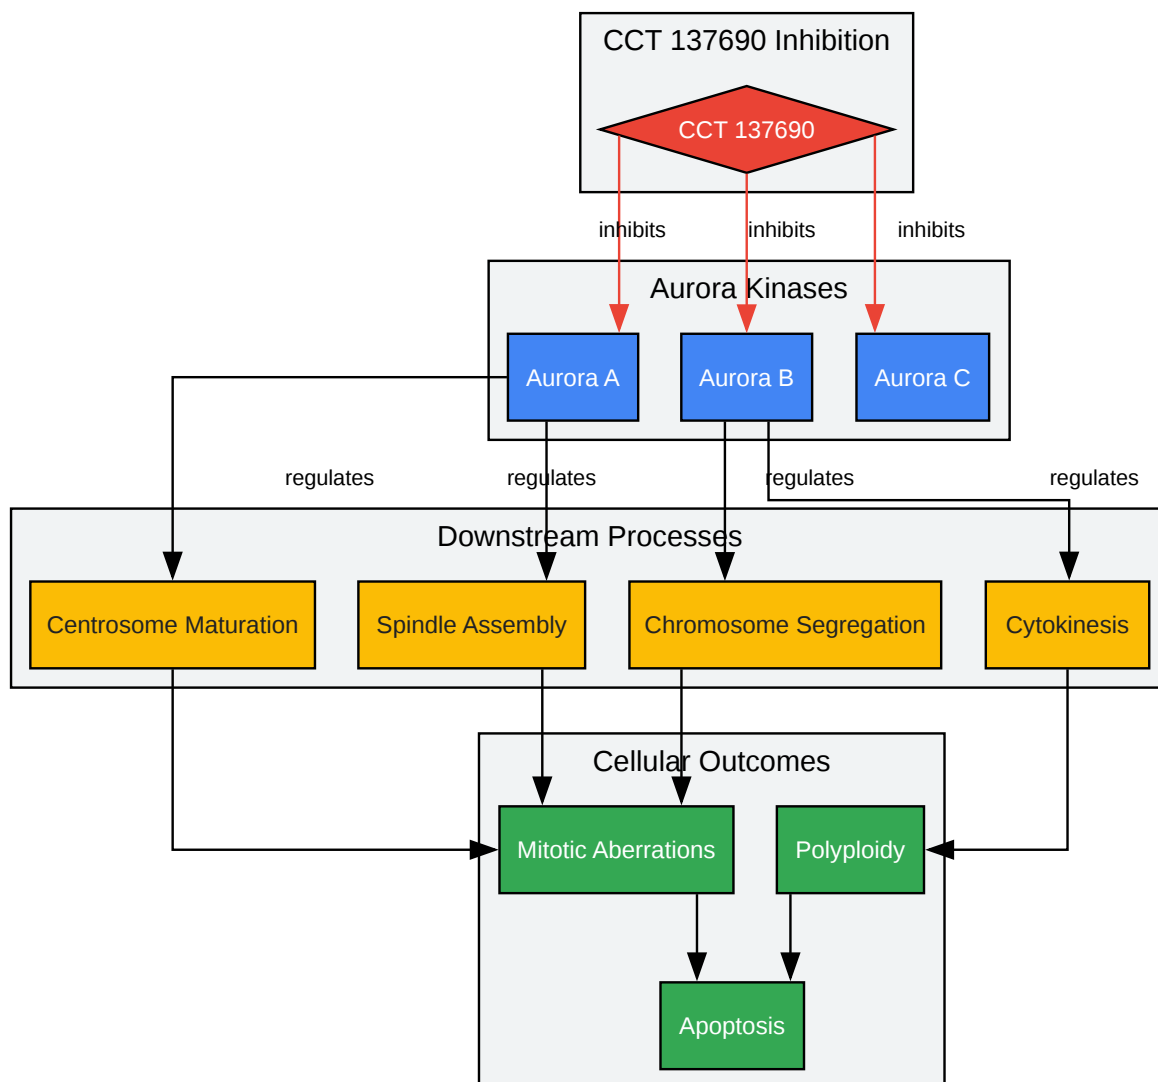 CCT 137690 Inhibition
CCT 137690
inhibits
inhibits
inhibits
Aurora Kinases
Aurora A
Aurora B
Aurora C
regulates
regulates
regulates
regulates
Downstream Processes
Centrosome Maturation
Spindle Assembly
Chromosome Segregation
Cytokinesis
Cellular Outcomes
Mitotic Aberrations
Polyploidy
Apoptosis